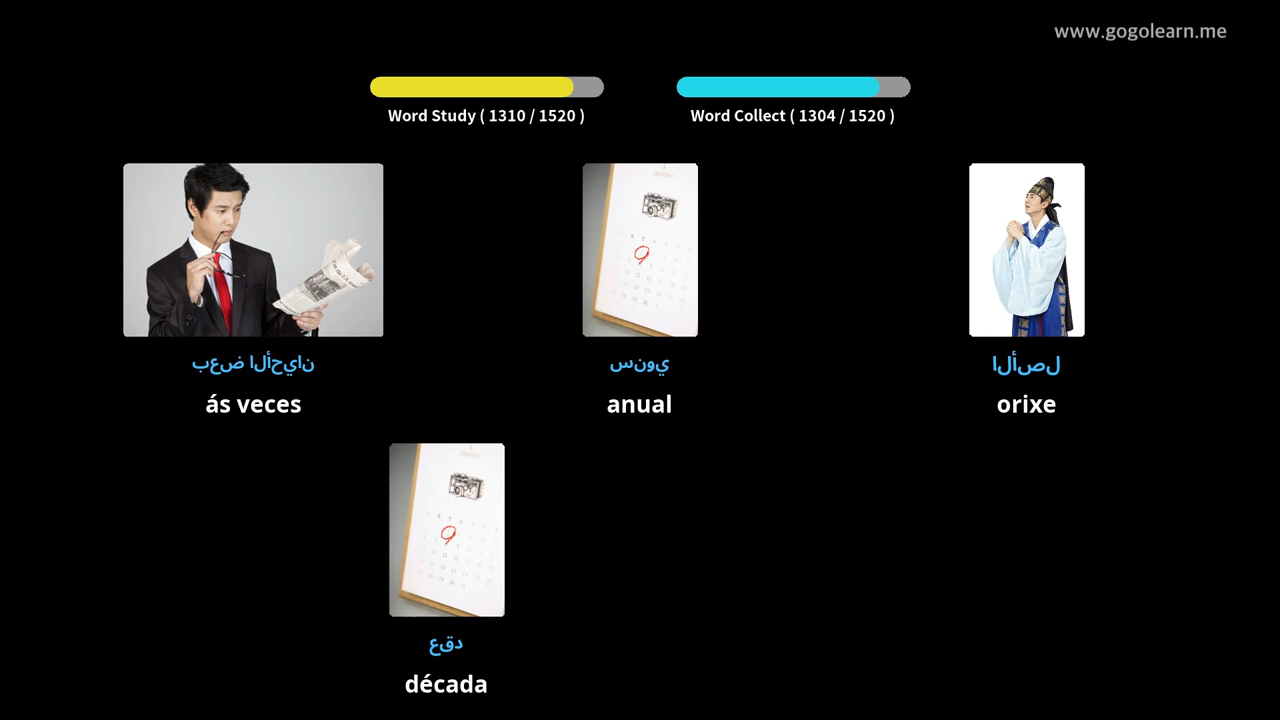 www.gogolearn.me
Word Study ( 1310 / 1520 )
Word Collect ( 1304 / 1520 )
بعض الأحيان
ás veces
سنوي
anual
الأصل
orixe
عقد
década